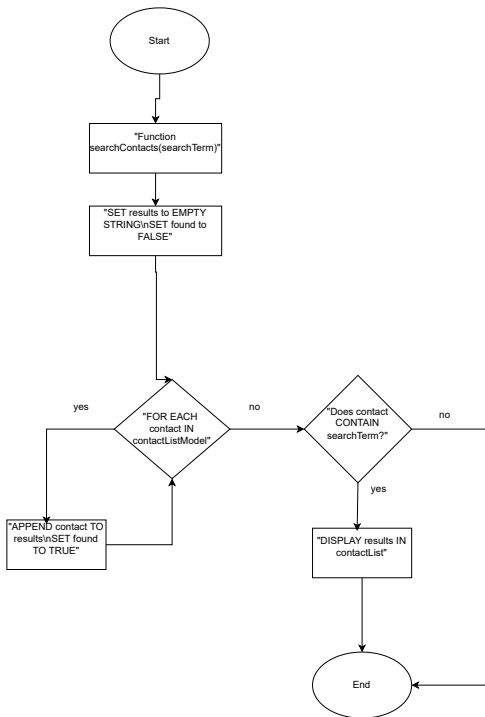 Start
"Function
searchContacts(searchTerm)"
"SET results to EMPTY
STRING\nSET found to
FALSE"
yes
"FOR EACH
contact IN
contactListModel"
no
"Does contact
CONTAIN
searchTerm?"
no
yes
"APPEND contact TO
results\nSET found
TO TRUE"
"DISPLAY results IN
contactList"
End